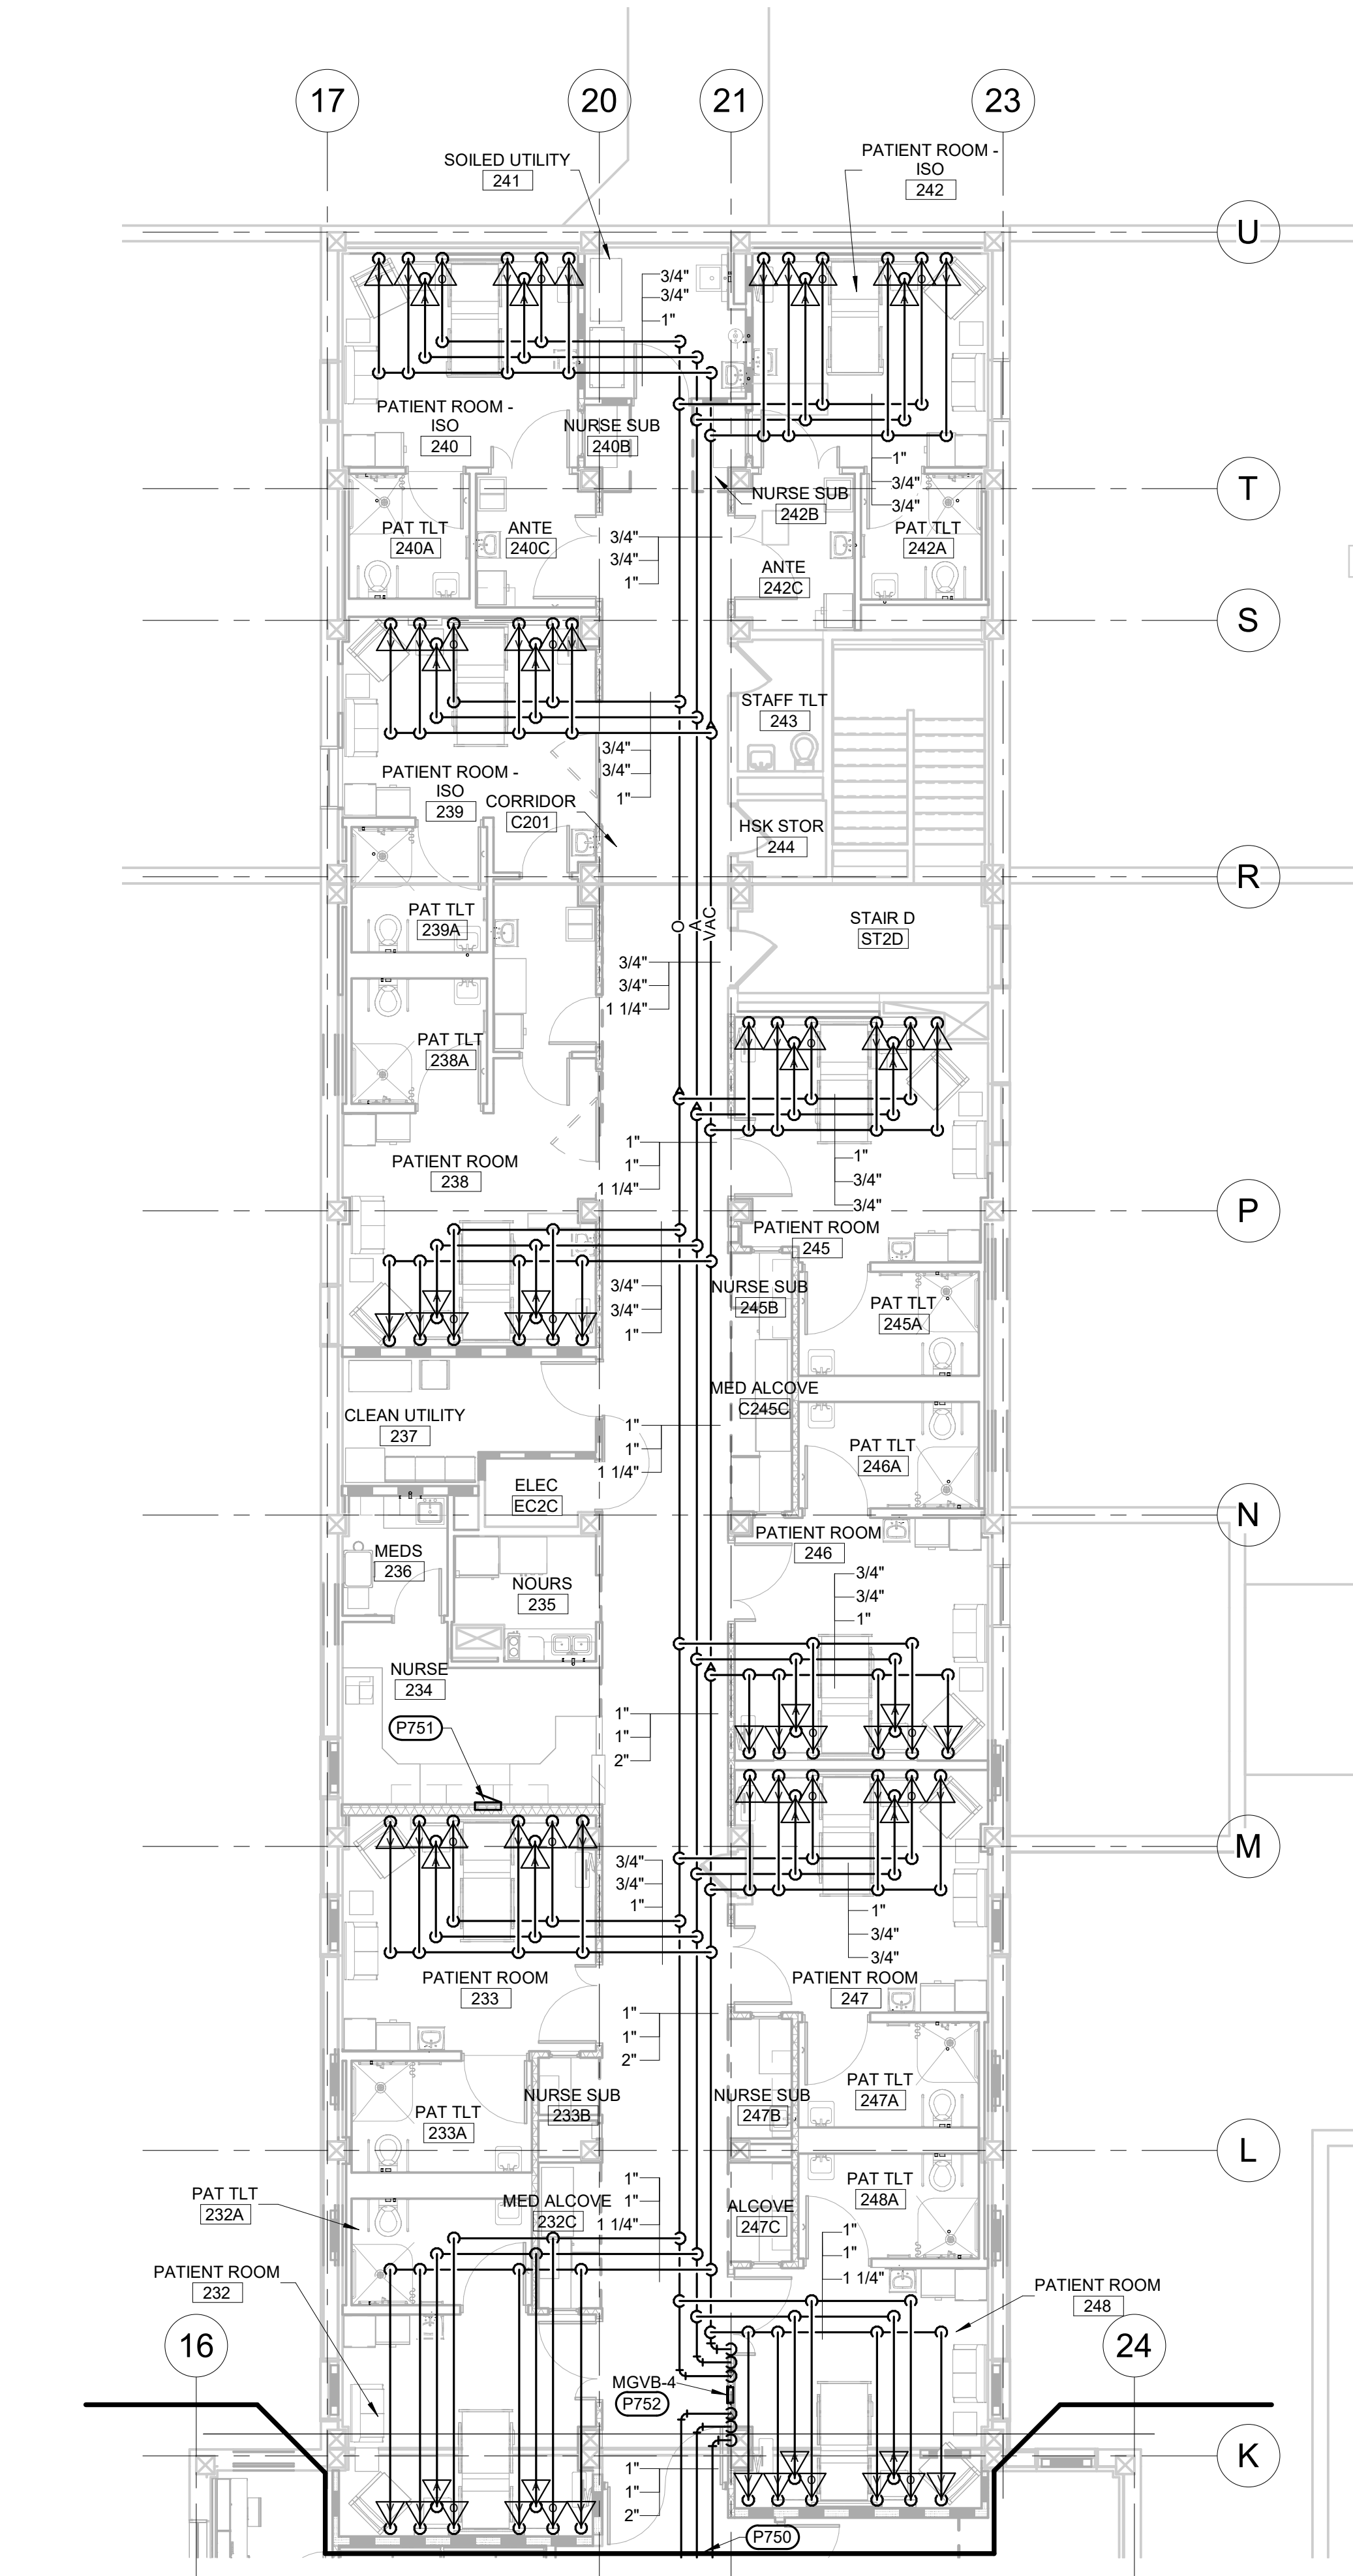 17
20
21
23
SOILED UTILITY
241
PATIENT ROOM -
ISO
242
U
3/4"
3/4"
1"
PATIENT ROOM -
ISO
240
NURSE SUB
240B
1"
3/4"
3/4"
T
NURSE SUB
242B
PAT TLT
240A
ANTE
240C
3/4"
3/4"
1"
PAT TLT
242A
ANTE
242C
S
STAFF TLT
243
3/4"
3/4"
1"
PATIENT ROOM -
ISO
239
CORRIDOR
C201
HSK STOR
244
R
PAT TLT
239A
O
A
VAC
STAIR D
ST2D
3/4"
3/4"
1 1/4"
PAT TLT
238A
1"
1"
1 1/4"
1"
3/4"
3/4"
PATIENT ROOM
238
P
PATIENT ROOM
245
3/4"
3/4"
1"
NURSE SUB
245B
PAT TLT
245A
MED ALCOVE
C245C
CLEAN UTILITY
237
1"
1"
1 1/4"
PAT TLT
246A
ELEC
EC2C
N
PATIENT ROOM
246
MEDS
236
NOURS
235
3/4"
3/4"
1"
NURSE
234
P751
1"
1"
2"
M
3/4"
3/4"
1"
1"
3/4"
3/4"
PATIENT ROOM
233
PATIENT ROOM
247
1"
1"
2"
NURSE SUB
233B
NURSE SUB
247B
PAT TLT
247A
PAT TLT
233A
L
PAT TLT
232A
MED ALCOVE
232C
1"
1"
1 1/4"
ALCOVE
247C
PAT TLT
248A
1"
1"
1 1/4"
PATIENT ROOM
232
PATIENT ROOM
248
16
24
MGVB-4
P752
K
1"
1"
2"
P750